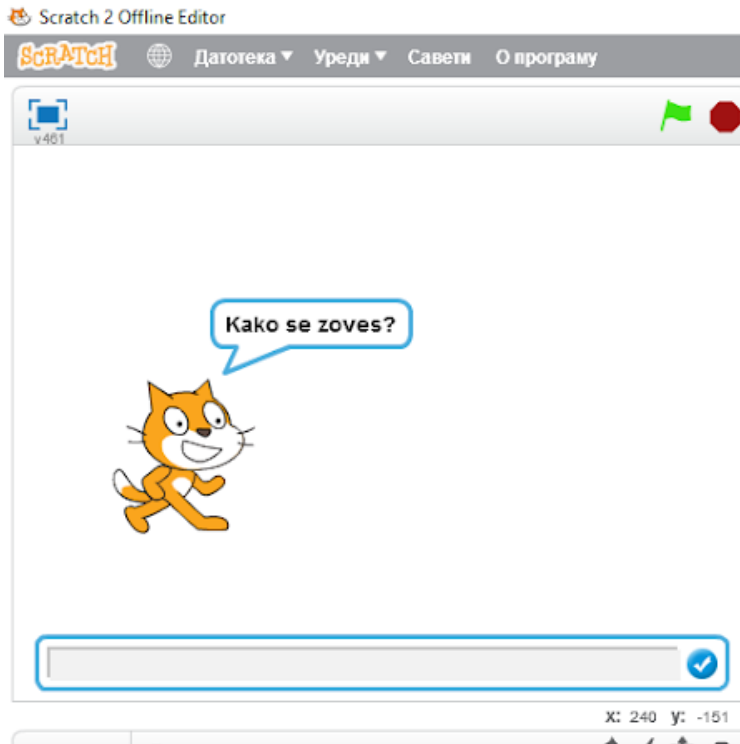 Scratch 2 Offline Editor
SCRATCH Датотека Уреди Савети О програму
v461
Kako se zoves?
x: 240 y: -151